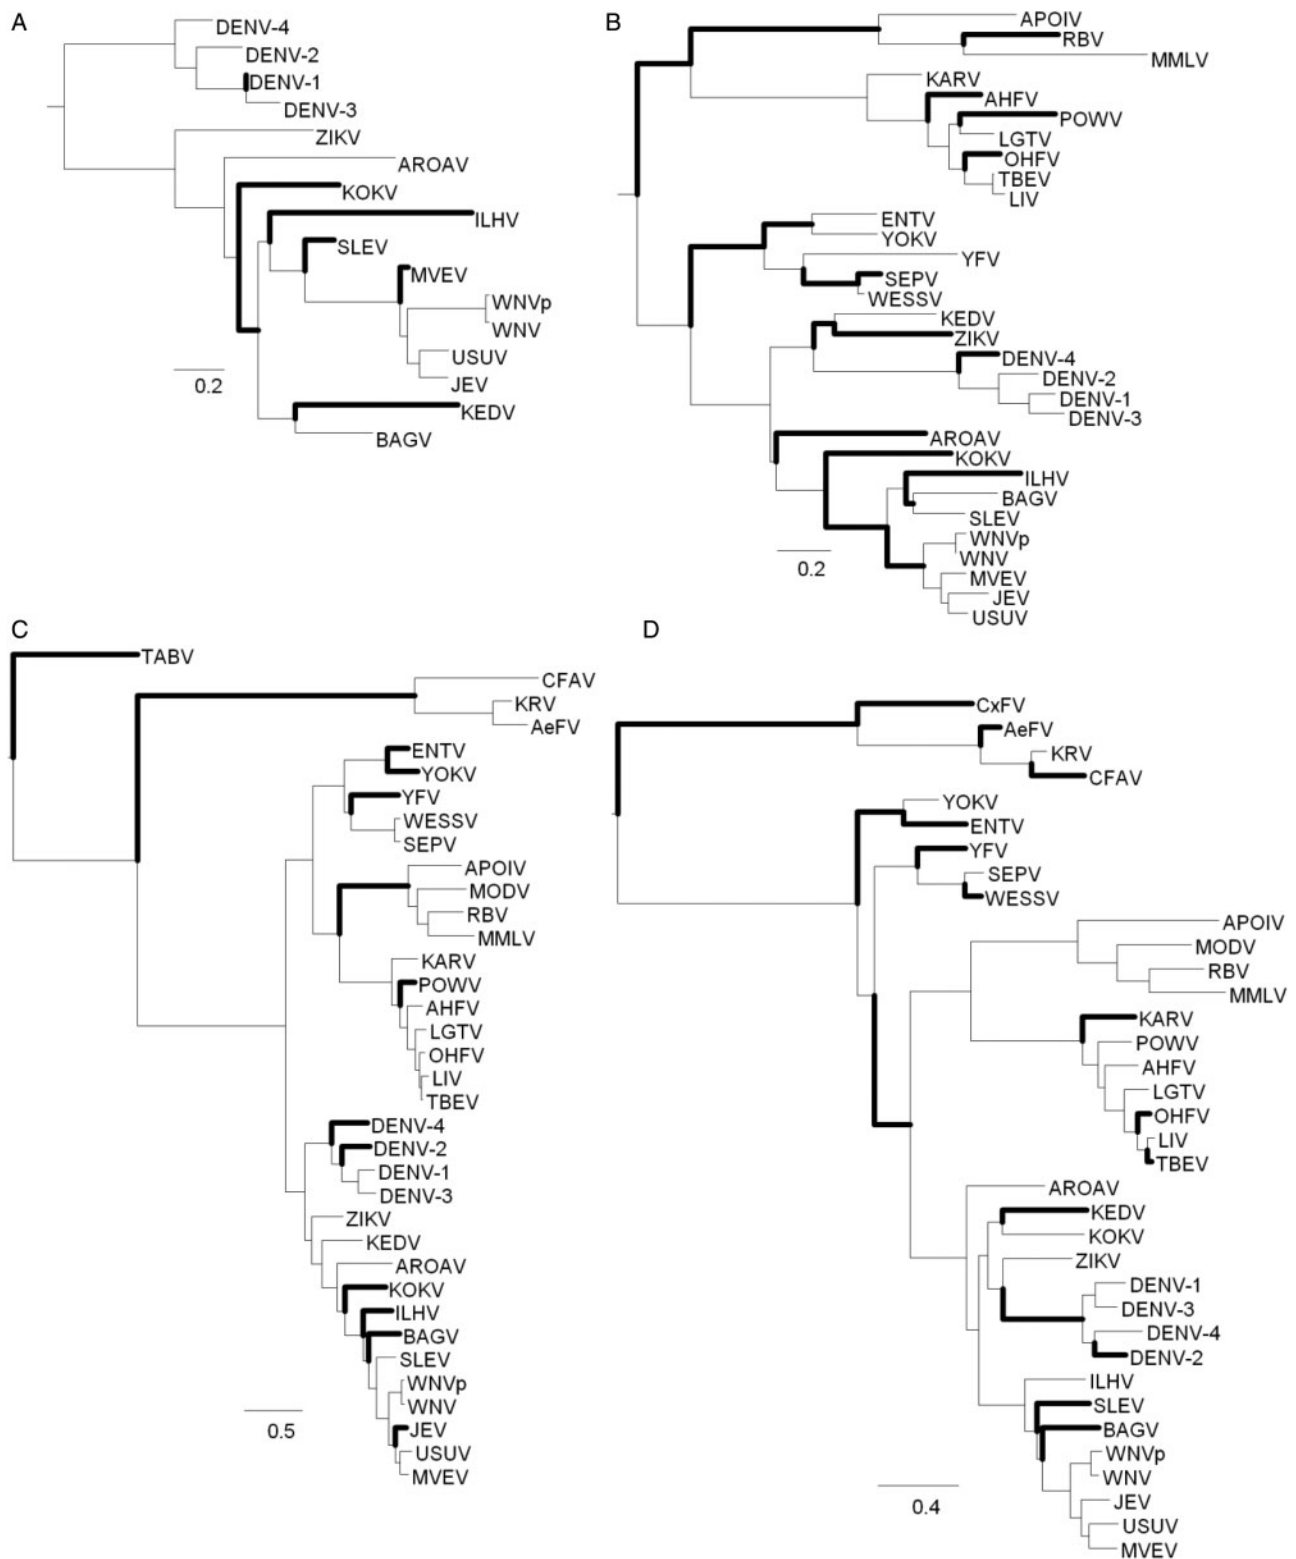 A
DENV-4
DENV-2
DENV-1
DENV-3
ZIKV
AROAV
KOKV
ILHV
SLEV
MVEV
WNVp
WNV
USUV
JEV
KEDV
BAGV
0.2
B
APOIV
RBV
MMLV
KARV
AHFV
POWV
LGTV
OHFV
TBEV
LIV
ENTV
YOKV
YFV
SEPV
WESSV
KEDV
ZIKV
DENV-4
DENV-2
DENV-1
DENV-3
AROAV
KOKV
ILHV
BAGV
SLEV
WNVp
WNV
MVEV
JEV
USUV
0.2
C
TABV
CFAV
KRV
AeFV
ENTV
YOKV
YFV
WESSV
SEPV
APOIV
MODV
RBV
MMLV
KARV
POWV
AHFV
LGTV
OHFV
LIV
TBEV
DENV-4
DENV-2
DENV-1
DENV-3
ZIKV
KEDV
AROAV
KOKV
ILHV
BAGV
SLEV
WNVp
WNV
JEV
USUV
MVEV
0.5
D
CxFV
AeFV
KRV
CFAV
YOKV
ENTV
YFV
SEPV
WESSV
APOIV
MODV
RBV
MMLV
KARV
POWV
AHFV
LGTV
OHFV
LIV
TBEV
AROAV
KEDV
KOKV
ZIKV
DENV-1
DENV-3
DENV-4
DENV-2
ILHV
SLEV
BAGV
WNVp
WNV
JEV
USUV
MVEV
0.4